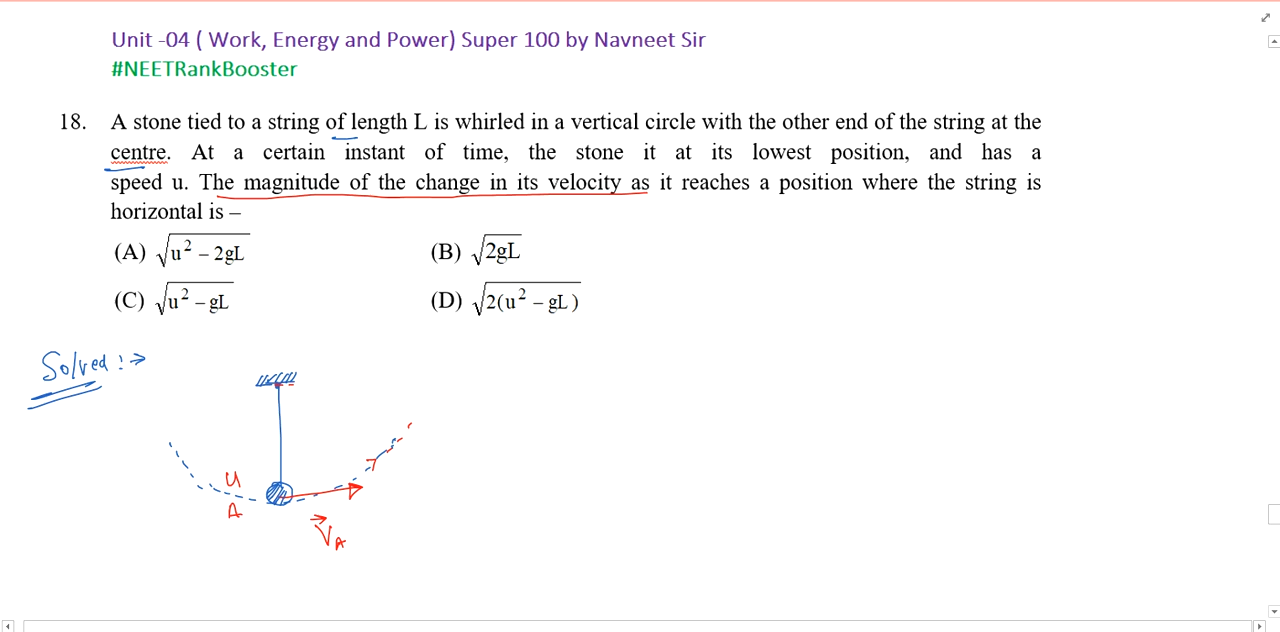 Unit -04 ( Work, Energy and Power) Super 100 by Navneet Sir
#NEETRankBooster
18. A stone tied to a string of length L is whirled in a vertical circle with the other end of the string at the
centre. At a certain instant of time, the stone it at its lowest position, and has a
speed u. The magnitude of the change in its velocity as it reaches a position where the string is
horizontal is –
(A) √(u² – 2gL) (B) √(2gL)
(C) √(u² – gL) (D) √(2(u² – gL))
Solved :→
u
A
V⃗_A